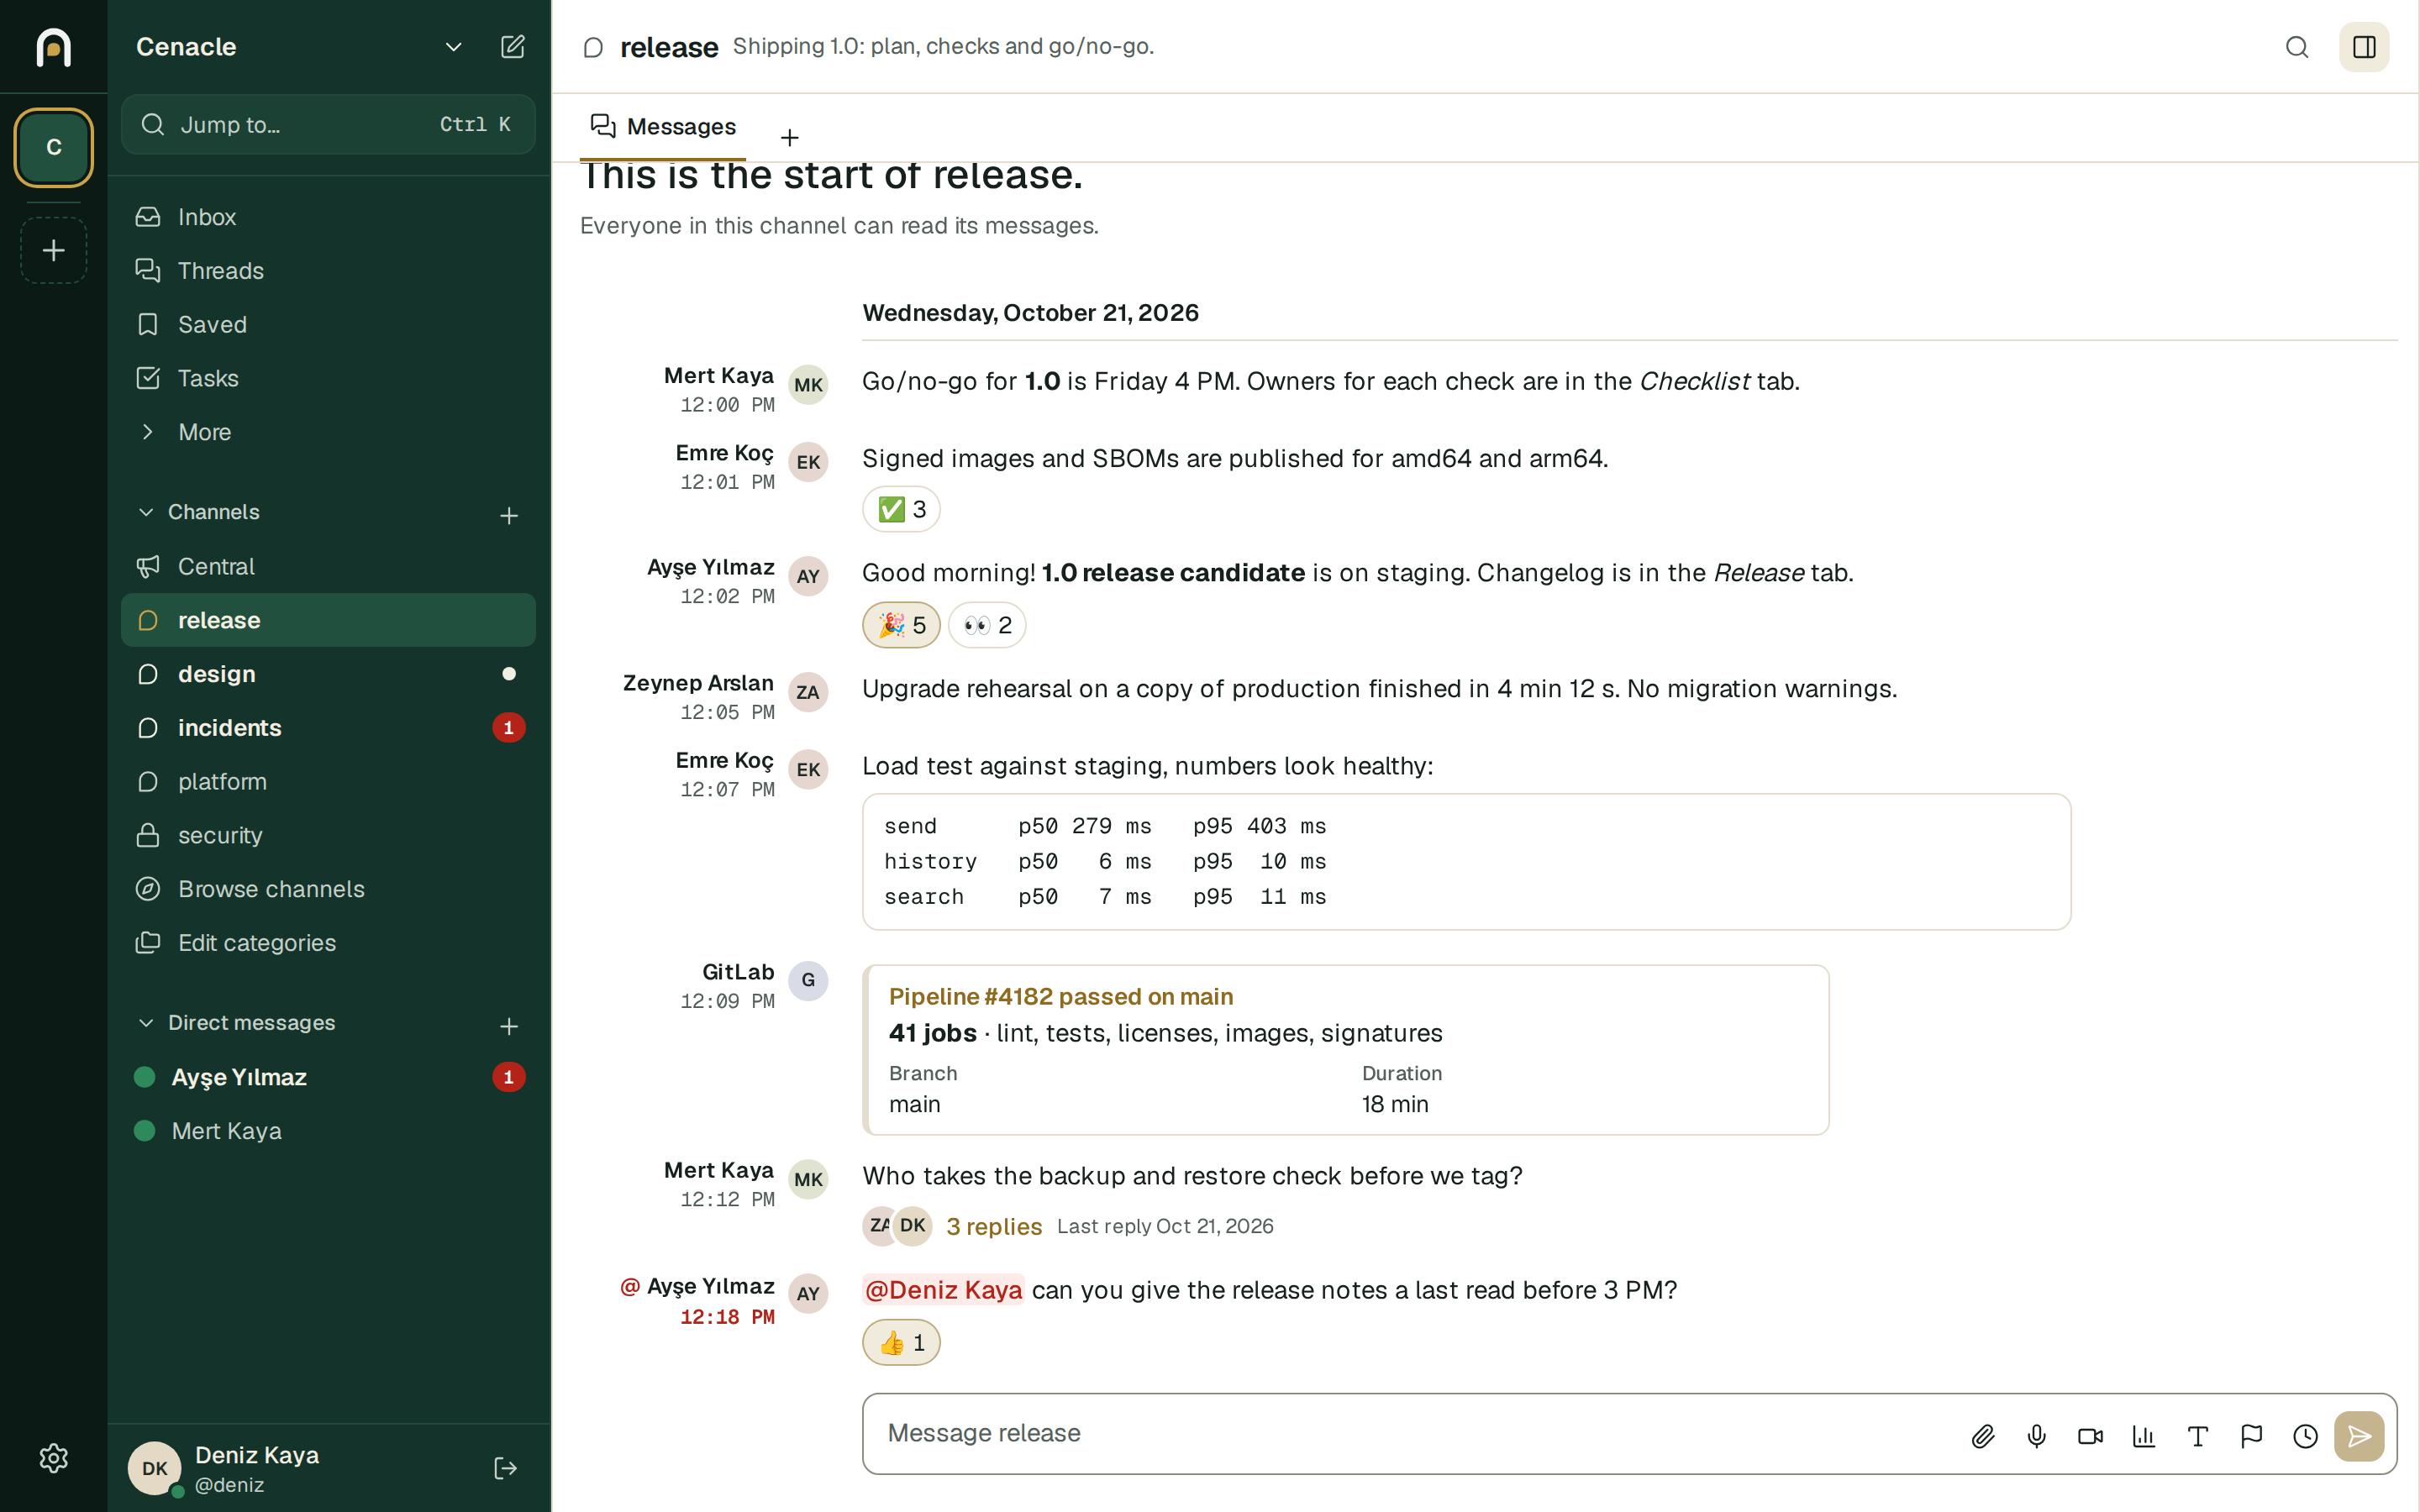 Cenacle
C
Jump to…
Ctrl K
Inbox
Threads
Saved
Tasks
More
Channels
Central
release
design
incidents
1
platform
security
Browse channels
Edit categories
Direct messages
Ayşe Yılmaz
1
Mert Kaya
DK
Deniz Kaya
@deniz
release Shipping 1.0: plan, checks and go/no-go.
Messages
This is the start of release.
Everyone in this channel can read its messages.
Wednesday, October 21, 2026
Mert Kaya MK Go/no-go for 1.0 is Friday 4 PM. Owners for each check are in the Checklist tab.
12:00 PM
Emre Koç EK Signed images and SBOMs are published for amd64 and arm64.
12:01 PM
✅ 3
Ayşe Yılmaz AY Good morning! 1.0 release candidate is on staging. Changelog is in the Release tab.
12:02 PM
🎉 5 👀 2
Zeynep Arslan ZA Upgrade rehearsal on a copy of production finished in 4 min 12 s. No migration warnings.
12:05 PM
Emre Koç EK Load test against staging, numbers look healthy:
12:07 PM
send p50 279 ms p95 403 ms
history p50 6 ms p95 10 ms
search p50 7 ms p95 11 ms
GitLab G
12:09 PM
Pipeline #4182 passed on main
41 jobs · lint, tests, licenses, images, signatures
Branch Duration
main 18 min
Mert Kaya MK Who takes the backup and restore check before we tag?
12:12 PM
ZA DK 3 replies Last reply Oct 21, 2026
@ Ayşe Yılmaz AY @Deniz Kaya can you give the release notes a last read before 3 PM?
12:18 PM
👍 1
Message release